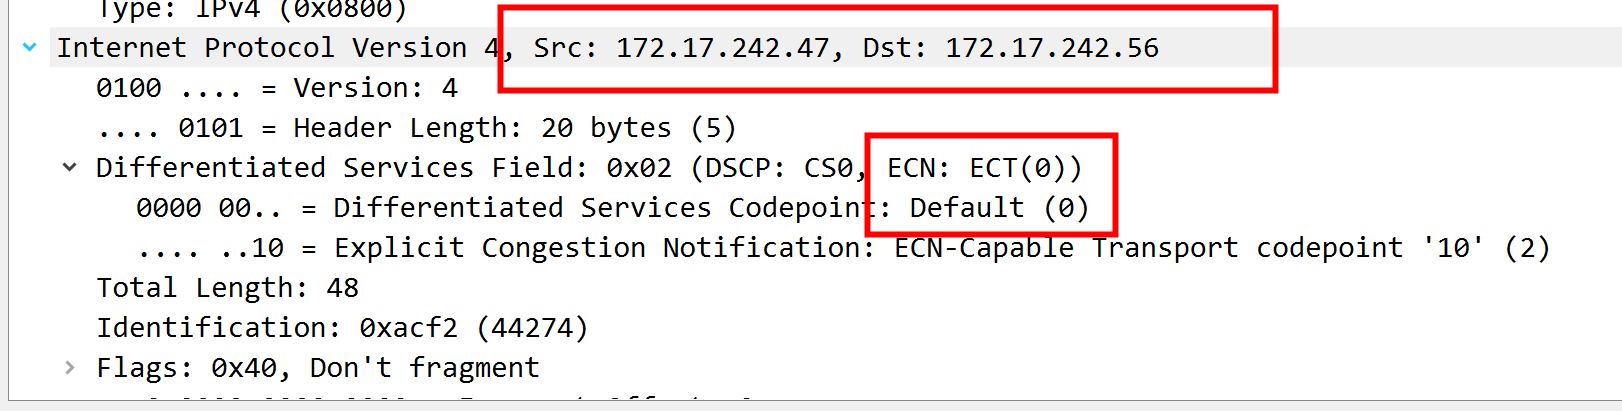 Type: IPv4 (0x0800)
Internet Protocol Version 4, Src: 172.17.242.47, Dst: 172.17.242.56
0100 .... = Version: 4
.... 0101 = Header Length: 20 bytes (5)
Differentiated Services Field: 0x02 (DSCP: CS0, ECN: ECT(0))
0000 00.. = Differentiated Services Codepoint: Default (0)
.... ..10 = Explicit Congestion Notification: ECN-Capable Transport codepoint '10' (2)
Total Length: 48
Identification: 0xacf2 (44274)
Flags: 0x40, Don't fragment